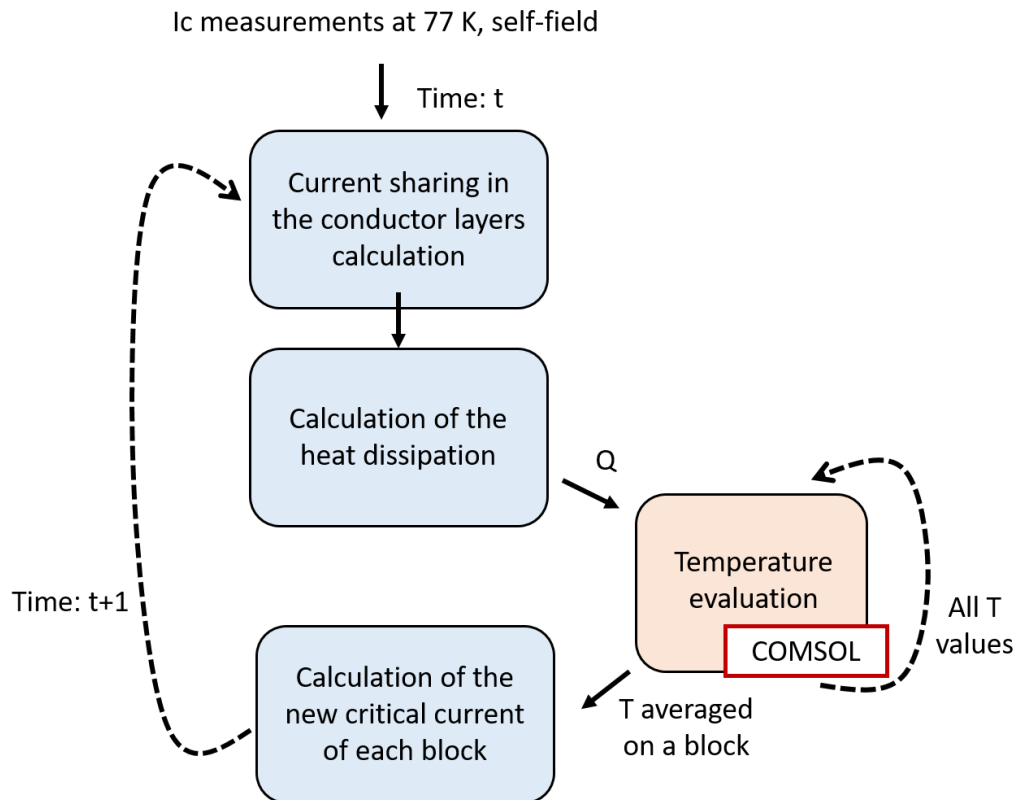 Ic measurements at 77 K, self-field
Time: t
Current sharing in
the conductor layers
calculation
Calculation of the
heat dissipation
Q
Temperature
evaluation
COMSOL
All T
values
T averaged
on a block
Calculation of the
new critical current
of each block
Time: t+1